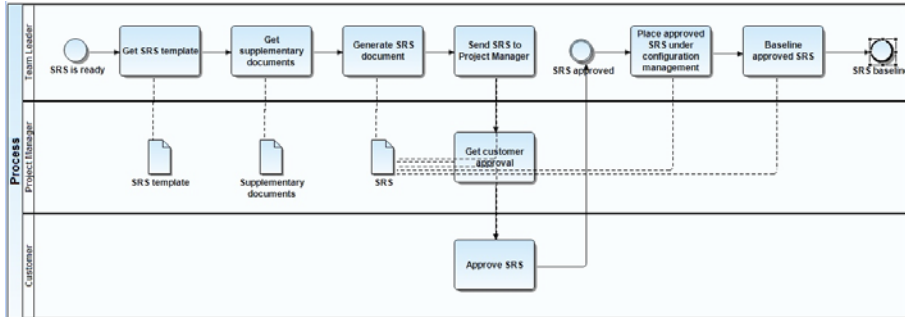 Process
Team Leader
SRS is ready
Get SRS template
Get
supplementary
documents
Generate SRS
document
Send SRS to
Project Manager
SRS approved
Place approved
SRS under
configuration
management
Baseline
approved SRS
SRS baseline
Project Manager
SRS template
Supplementary
documents
SRS
Get customer
approval
Customer
Approve SRS